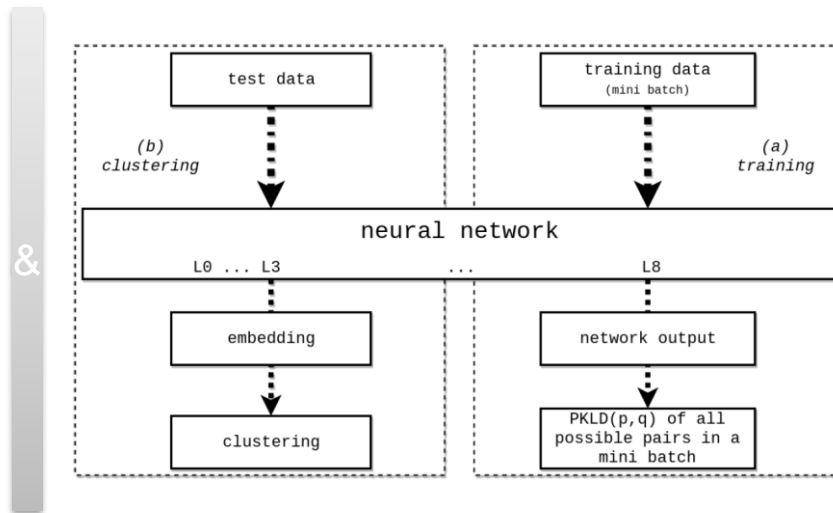 &
test data
training data
(mini batch)
(b)
clustering
(a)
training
neural network
L0 ... L3 ... L8
embedding
network output
clustering
PKLD(p,q) of all
possible pairs in a
mini batch